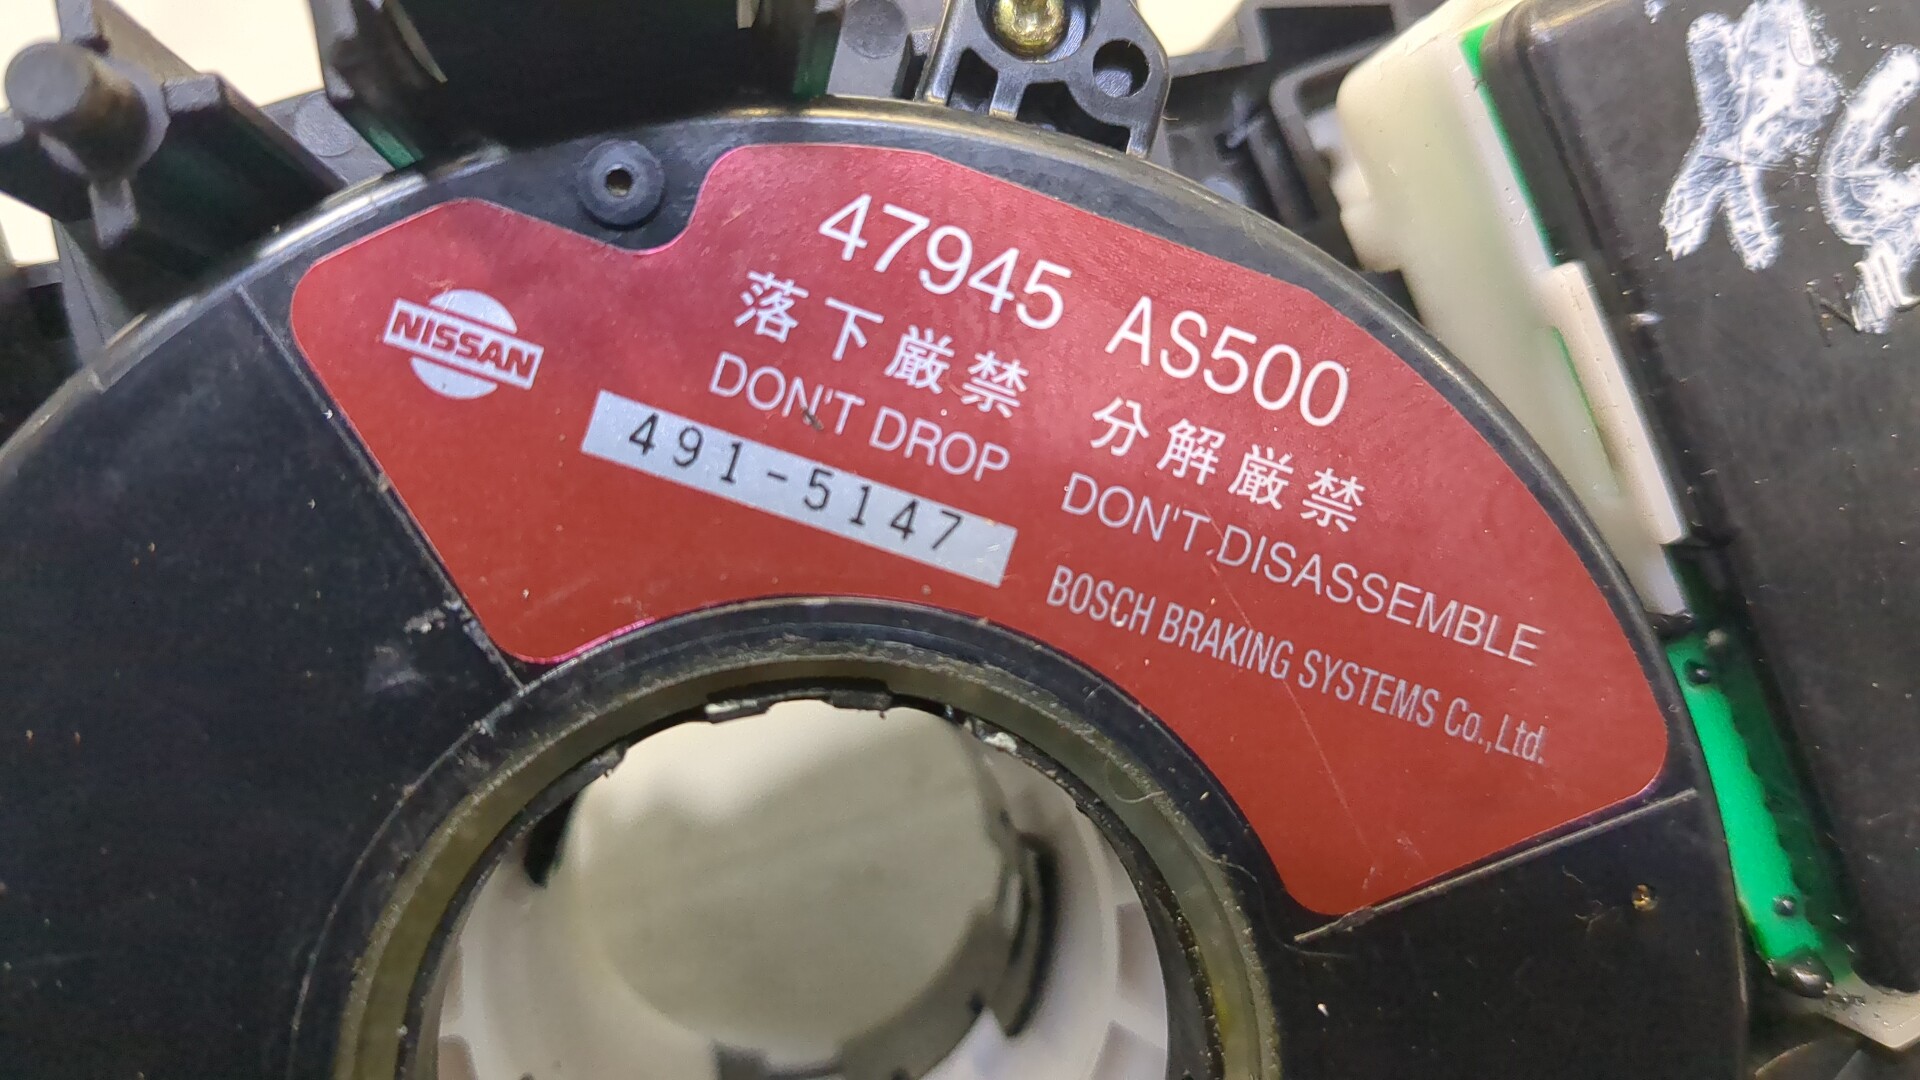 47945 AS500
NISSAN
落下厳禁 分解厳禁
DON'T DROP DON'T DISASSEMBLE
491-5147
BOSCH BRAKING SYSTEMS Co.,Ltd.